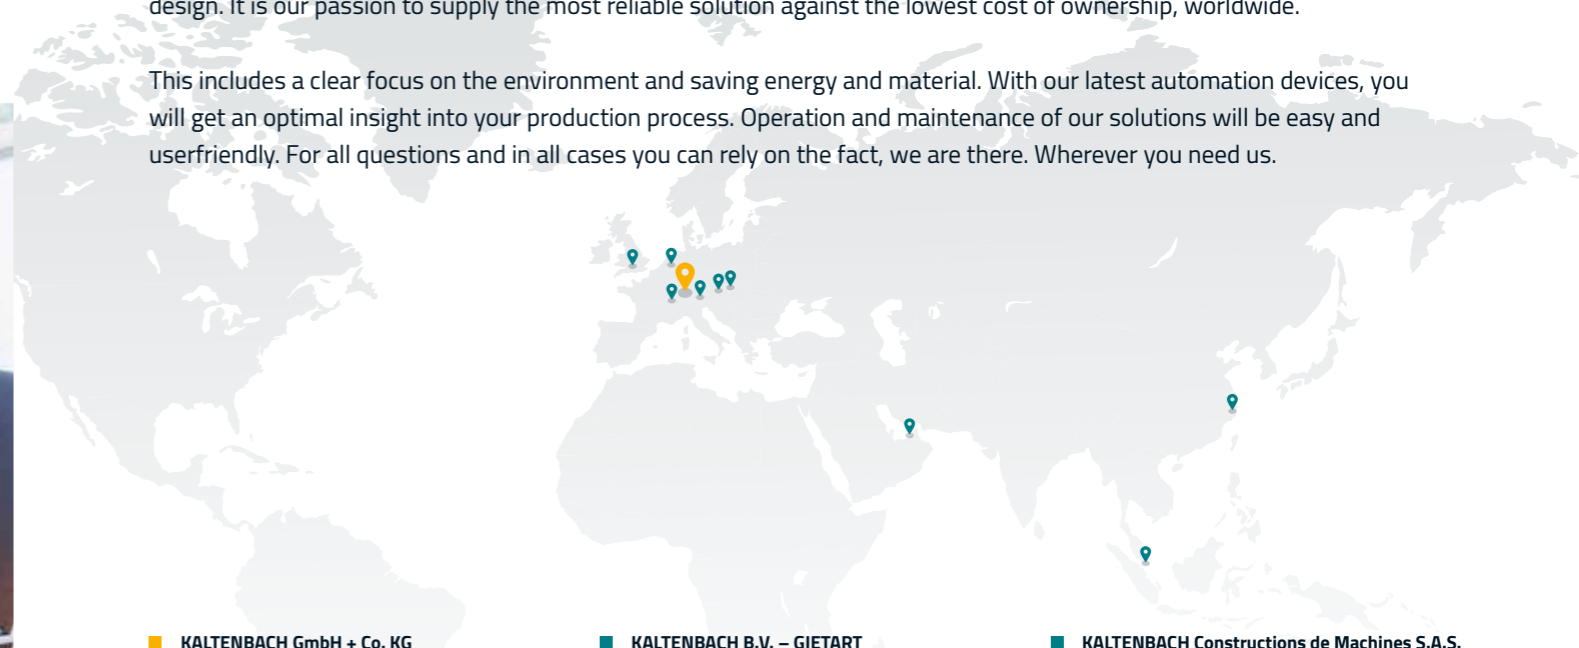 design. It is our passion to supply the most reliable solution against the lowest cost of ownership, worldwide.
This includes a clear focus on the environment and saving energy and material. With our latest automation devices, you
will get an optimal insight into your production process. Operation and maintenance of our solutions will be easy and
userfriendly. For all questions and in all cases you can rely on the fact, we are there. Wherever you need us.
KALTENBACH GmbH + Co. KG
KALTENBACH B.V. – GIETART
KALTENBACH Constructions de Machines S.A.S.